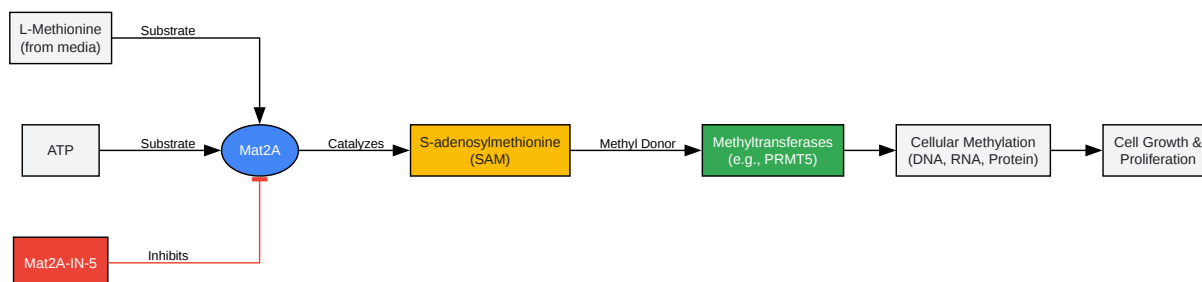 L-Methionine
(from media)
Substrate
ATP
Substrate
Mat2A
Catalyzes
S-adenosylmethionine
(SAM)
Methyl Donor
Methyltransferases
(e.g., PRMT5)
Cellular Methylation
(DNA, RNA, Protein)
Cell Growth &
Proliferation
Mat2A-IN-5
Inhibits